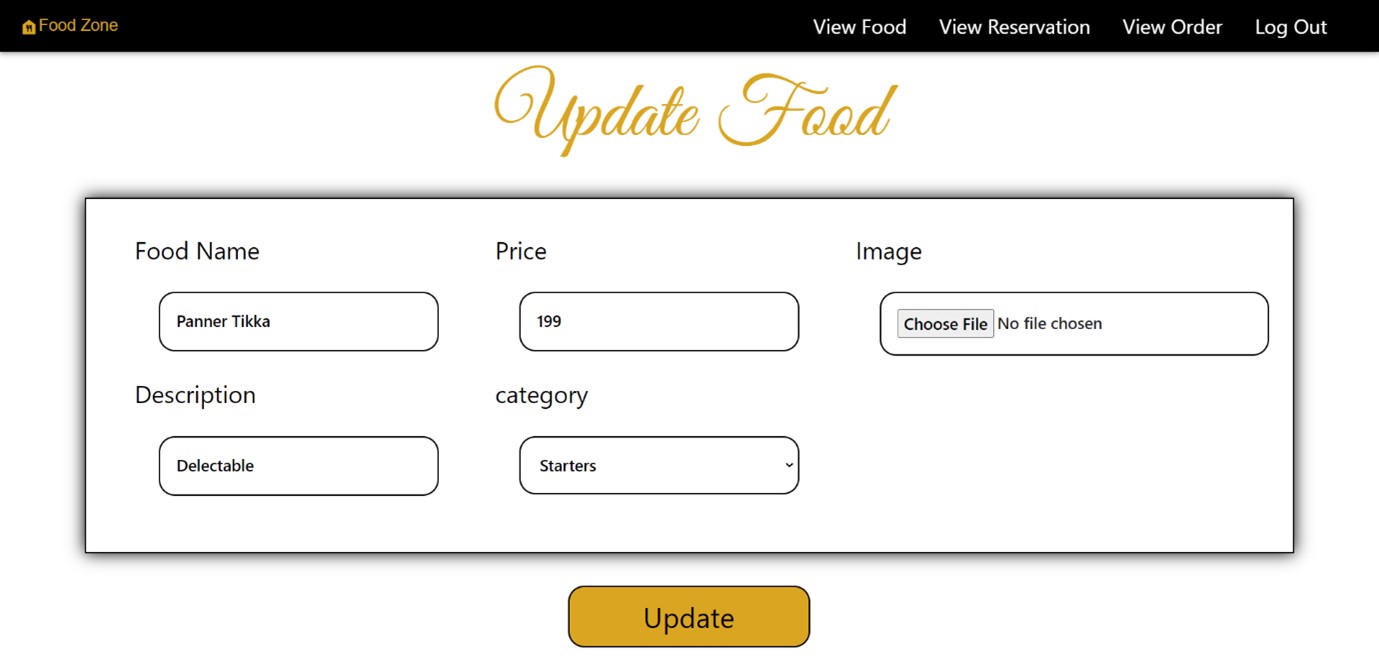 Food Zone View Food View Reservation View Order Log Out
Update Food
Food Name Price Image
Panner Tikka 199 Choose File No file chosen
Description category
Delectable Starters
Update